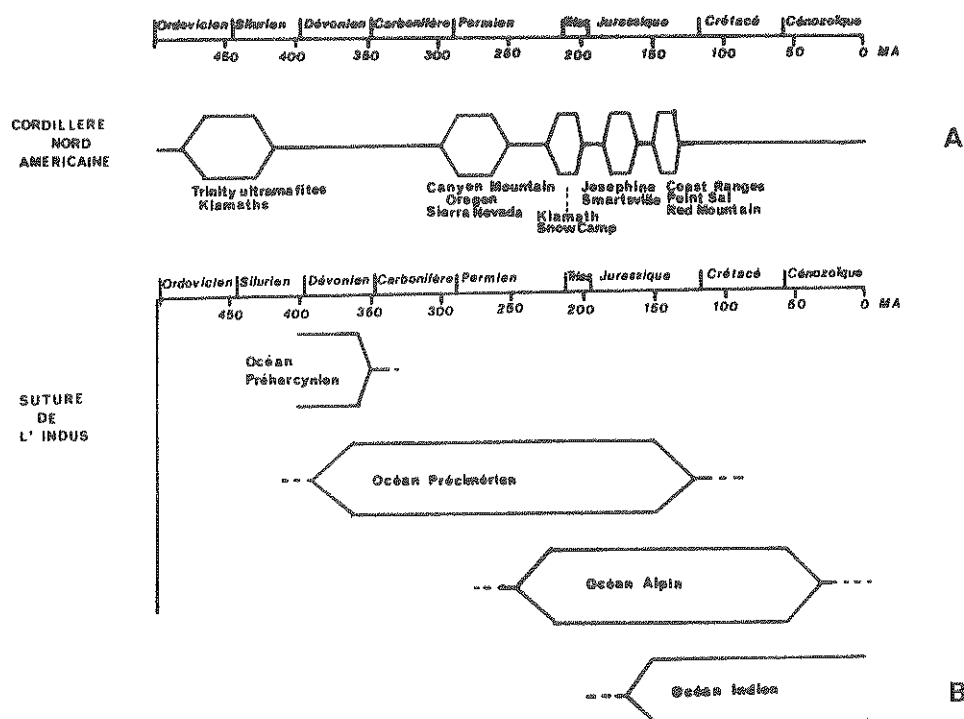 Ordovicien Silurien Dévonien Carbonifère Permien Trias Jurassique Crétacé Cénozoïque
450 400 350 300 250 200 150 100 50 0 MA
CORDILLERE
NORD
AMERICAINE
A
Trinity ultramafites
Klamaths
Canyon Mountain
Oregon
Sierra Nevada
Klamath
Snow Camp
Josephine
Smartsville
Coast Ranges
Point Sal
Red Mountain
Ordovicien Silurien Dévonien Carbonifère Permien Trias Jurassique Crétacé Cénozoïque
450 400 350 300 250 200 150 100 50 0 MA
Océan
Préhercynien
SUTURE
DE
L' INDUS
Océan Précimérien
Océan Alpin
Océan Indien
B